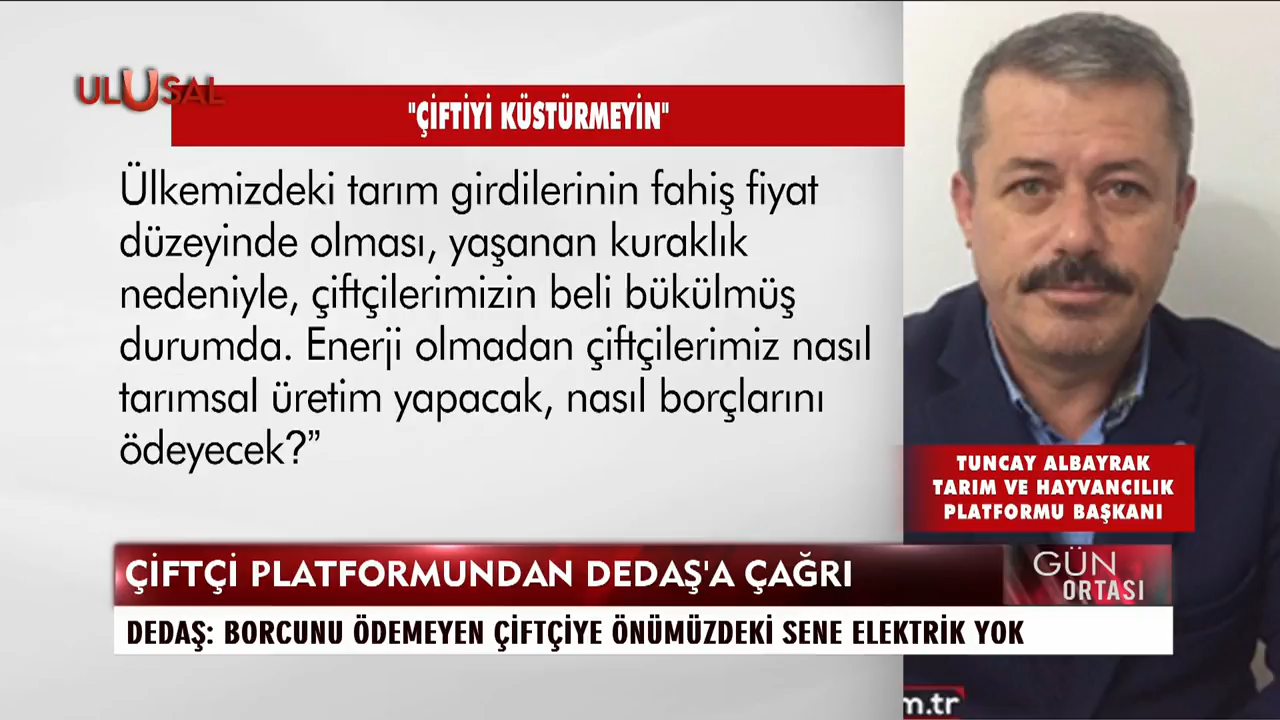 ULUSAL
"ÇİFTİYİ KÜSTÜRMEYİN"
Ülkemizdeki tarım girdilerinin fahiş fiyat
düzeyinde olması, yaşanan kuraklık
nedeniyle, çiftçilerimizin beli bükülmüş
durumda. Enerji olmadan çiftçilerimiz nasıl
tarımsal üretim yapacak, nasıl borçlarını
ödeyecek?”
TUNCAY ALBAYRAK
TARIM VE HAYVANCILIK
PLATFORMU BAŞKANI
ÇİFTÇİ PLATFORMUNDAN DEDAŞ'A ÇAĞRI
GÜN
ORTASI
DEDAŞ: BORCUNU ÖDEMEYEN ÇİFTÇİYE ÖNÜMÜZDEKİ SENE ELEKTRİK YOK
m.tr